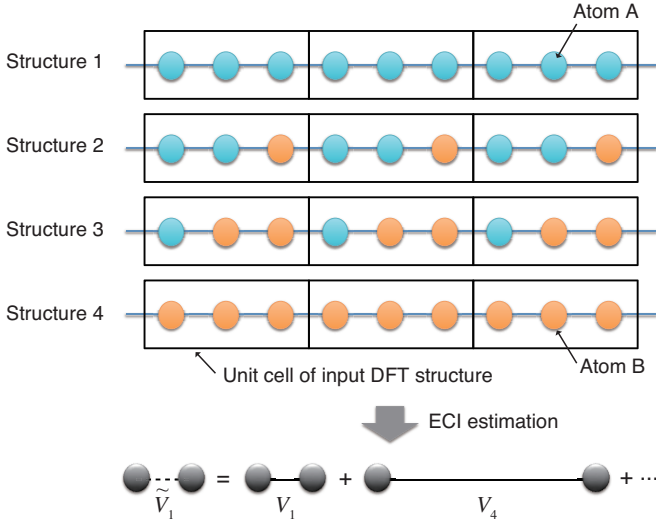 Atom A
Structure 1
Structure 2
Structure 3
Structure 4
Unit cell of input DFT structure
Atom B
ECI estimation
= + + ...
Ṽ₁ V₁ V₄